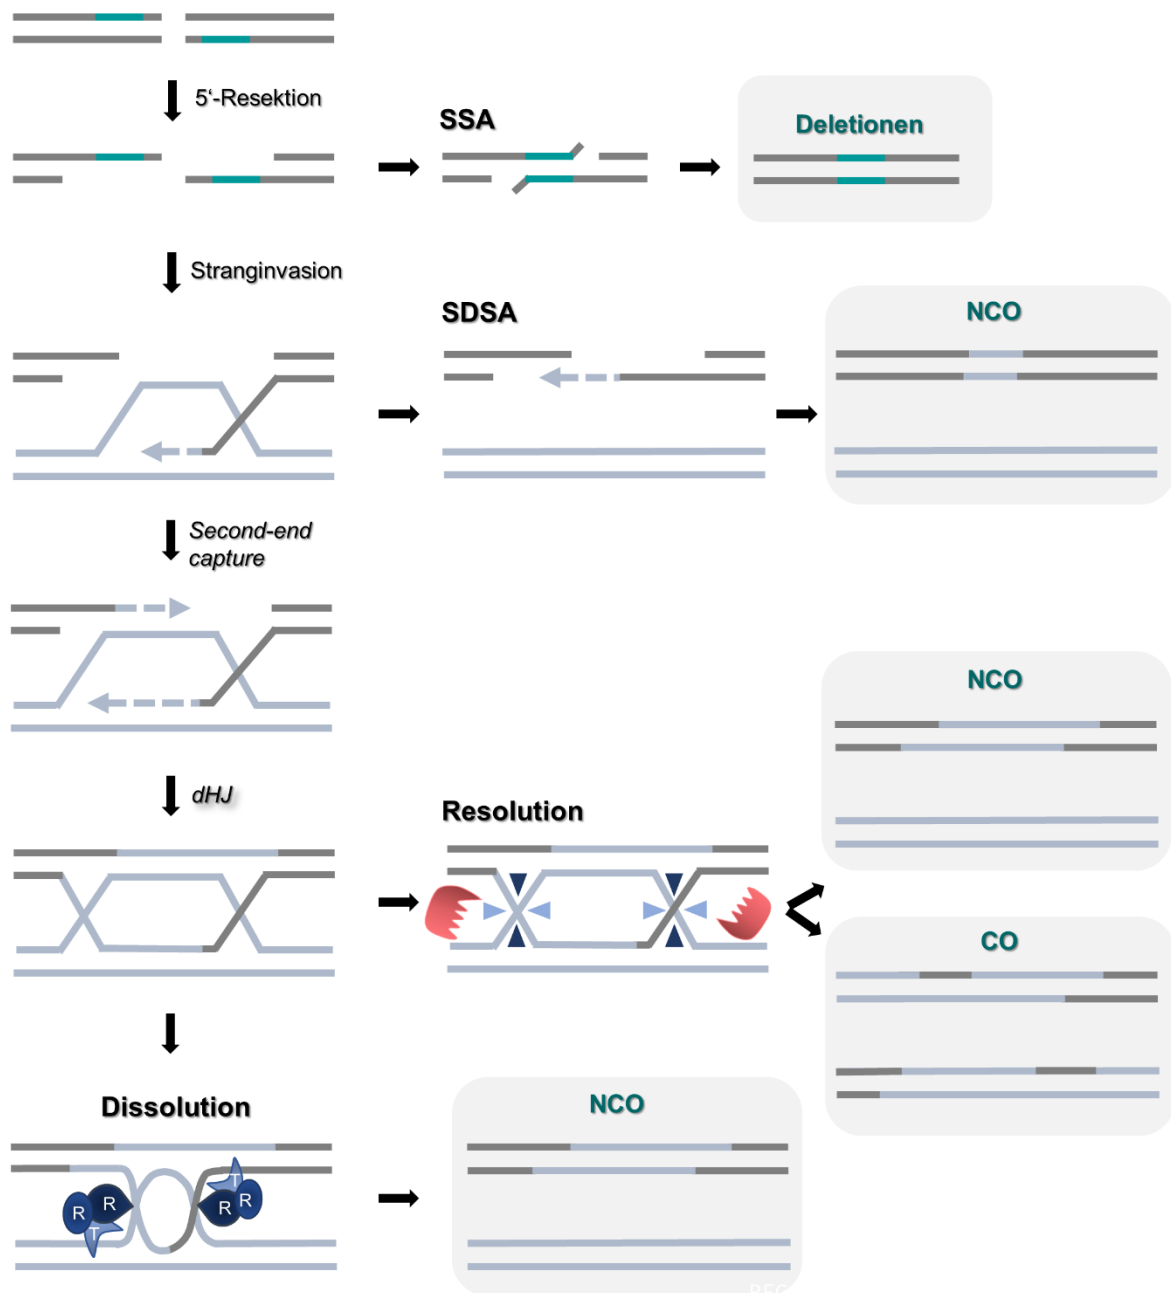 5‘-Resektion
SSA
Deletionen
Stranginvasion
SDSA
NCO
Second-end
capture
NCO
dHJ
Resolution
CO
Dissolution
NCO
R
R
T
T
R
R